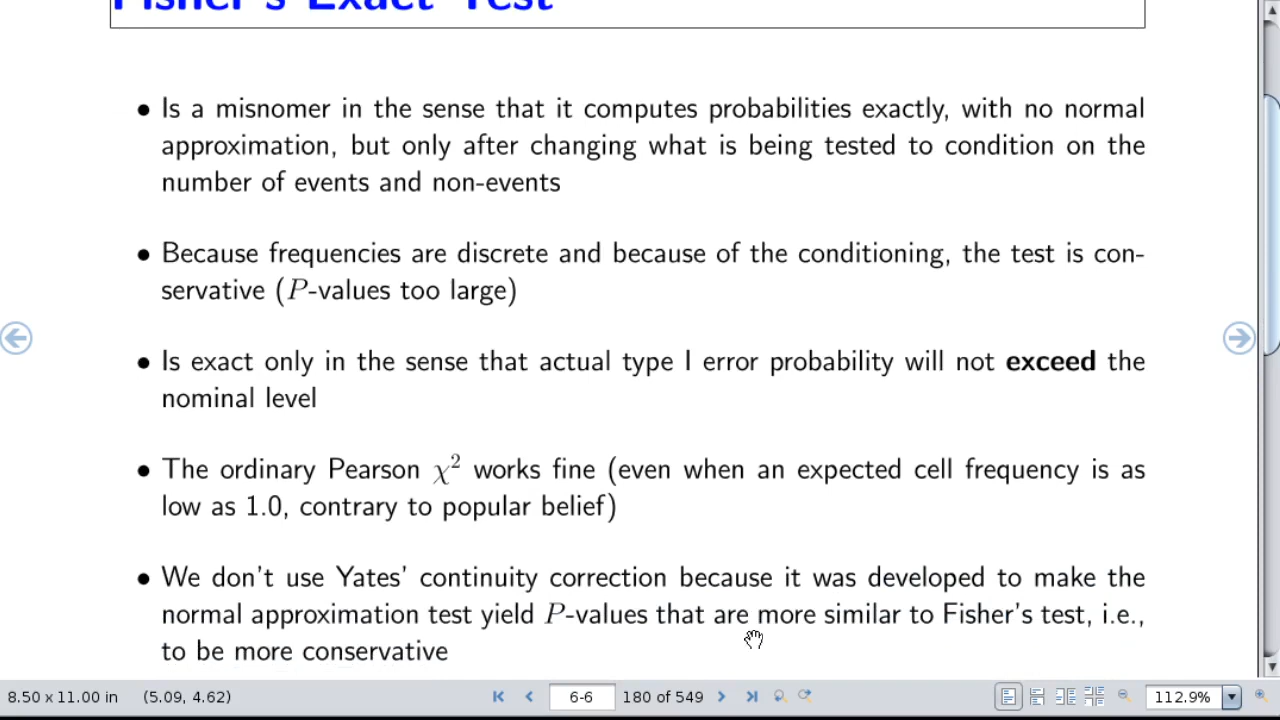 Fisher's Exact Test
• Is a misnomer in the sense that it computes probabilities exactly, with no normal
approximation, but only after changing what is being tested to condition on the
number of events and non-events
• Because frequencies are discrete and because of the conditioning, the test is con-
servative (P-values too large)
• Is exact only in the sense that actual type I error probability will not exceed the
nominal level
• The ordinary Pearson χ² works fine (even when an expected cell frequency is as
low as 1.0, contrary to popular belief)
• We don't use Yates' continuity correction because it was developed to make the
normal approximation test yield P-values that are more similar to Fisher's test, i.e.,
to be more conservative
8.50 x 11.00 in (5.09, 4.62) 6-6 180 of 549 112.9%